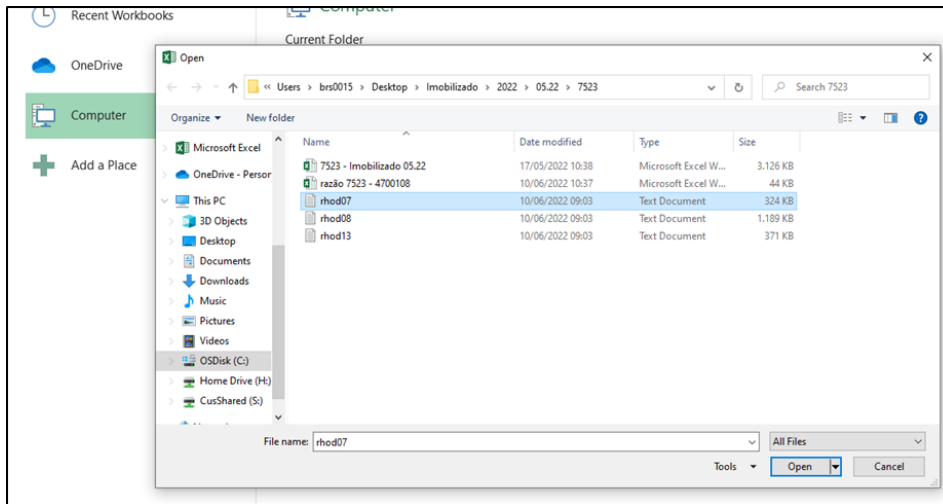 Recent Workbooks
Computer
Current Folder
OneDrive
Computer
Add a Place
Open
« Users > brs0015 > Desktop > Imobilizado > 2022 > 05.22 > 7523
Search 7523
Organize
New folder
Name Date modified Type Size
Microsoft Excel
OneDrive - Person
This PC
3D Objects
Desktop
Documents
Downloads
Music
Pictures
Videos
OSDisk (C:)
Home Drive (H:)
CusShared (S:)
7523 - Imobilizado 05.22 17/05/2022 10:38 Microsoft Excel W... 3.126 KB
razão 7523 - 4700108 10/06/2022 10:37 Microsoft Excel W... 44 KB
rhod07 10/06/2022 09:03 Text Document 324 KB
rhod08 10/06/2022 09:03 Text Document 1.189 KB
rhod13 10/06/2022 09:03 Text Document 371 KB
File name: rhod07
All Files
Tools
Open
Cancel